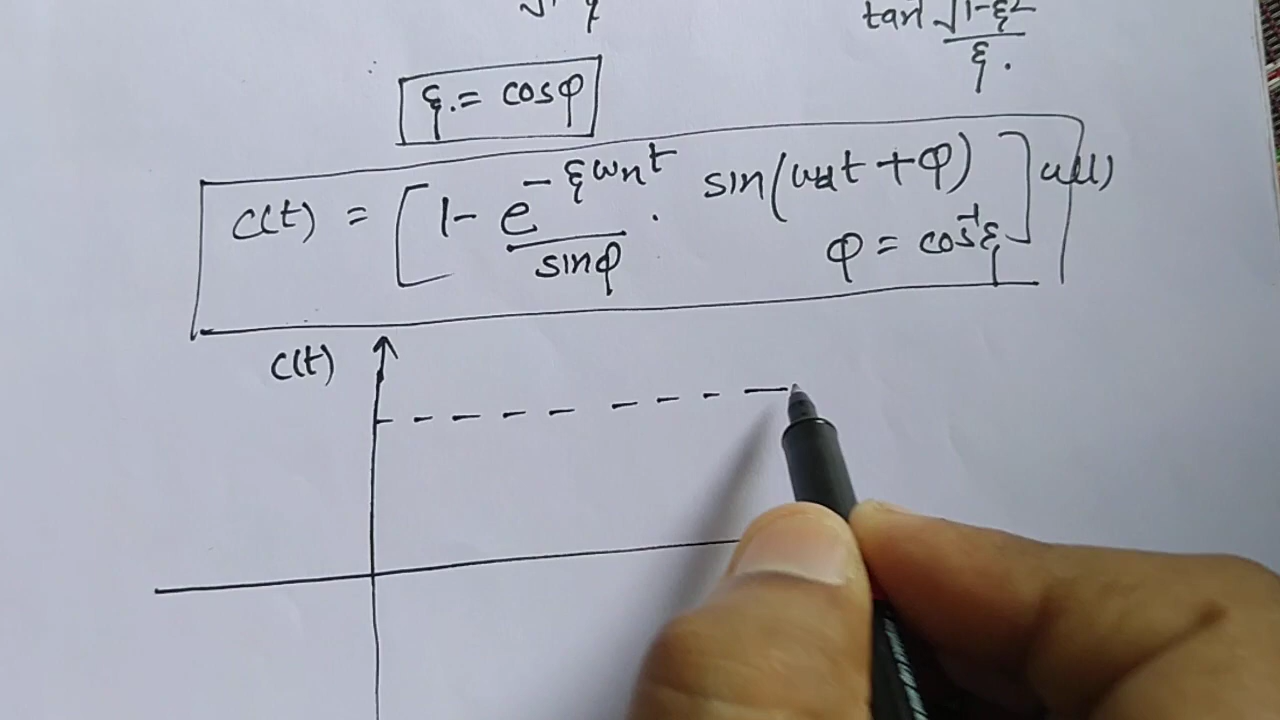 tan √1-ξ²
ξ.
ξ.= cosφ
c(t) = [1- e^-ξωnt / sinφ . sin(ωdt + φ)] u(t)
φ = cos⁻¹ξ
c(t)